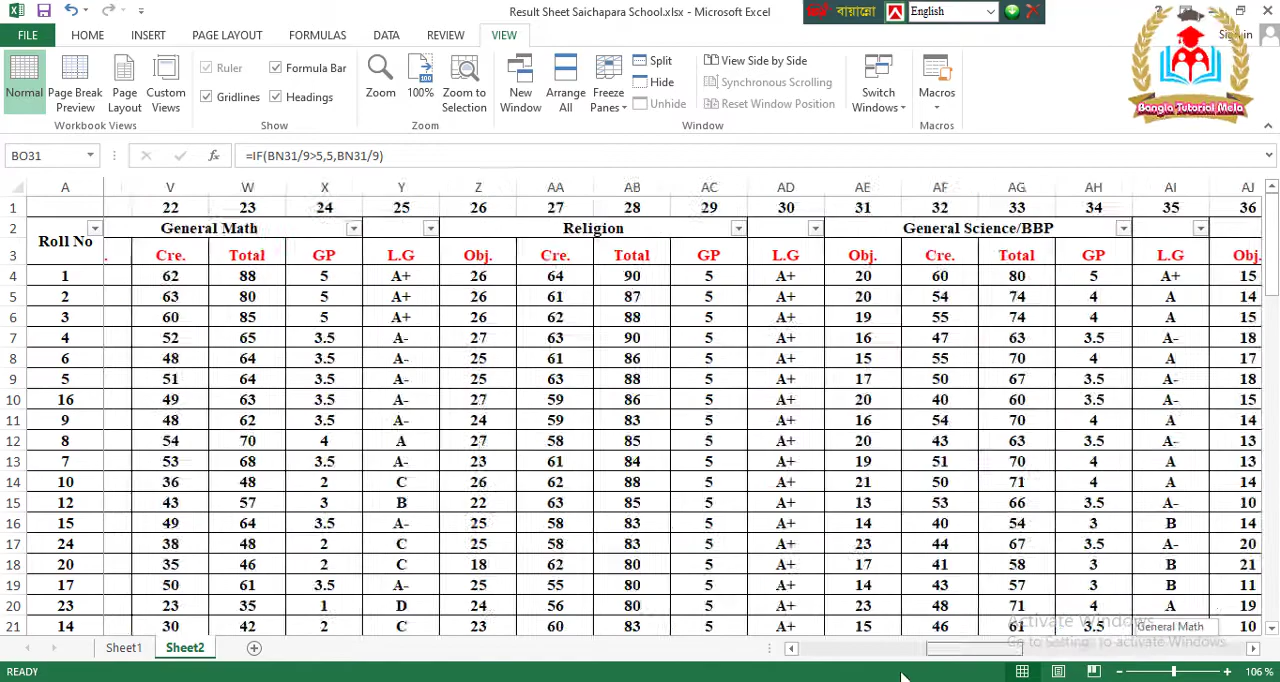 Result Sheet Saichapara School.xlsx - Microsoft Excel
বায়ান্নো English
FILE HOME INSERT PAGE LAYOUT FORMULAS DATA REVIEW VIEW Sign in
Normal Page Break Preview Page Layout Custom Views Ruler Formula Bar Gridlines Headings Zoom 100% Zoom to Selection New Window Arrange All Freeze Panes Split Hide Unhide View Side by Side Synchronous Scrolling Reset Window Position Switch Windows Macros
Bangla Tutorial Mela
Workbook Views Show Zoom Window Macros
BO31 fx =IF(BN31/9>5,5,BN31/9)
A V W X Y Z AA AB AC AD AE AF AG AH AI AJ
1 22 23 24 25 26 27 28 29 30 31 32 33 34 35 36
2 General Math Religion General Science/BBP
Roll No
3 . Cre. Total GP L.G Obj. Cre. Total GP L.G Obj. Cre. Total GP L.G Obj.
4 1 62 88 5 A+ 26 64 90 5 A+ 20 60 80 5 A+ 15
5 2 63 80 5 A+ 26 61 87 5 A+ 20 54 74 4 A 14
6 3 60 85 5 A+ 26 62 88 5 A+ 19 55 74 4 A 15
7 4 52 65 3.5 A- 27 63 90 5 A+ 16 47 63 3.5 A- 18
8 6 48 64 3.5 A- 25 61 86 5 A+ 15 55 70 4 A 17
9 5 51 64 3.5 A- 25 63 88 5 A+ 17 50 67 3.5 A- 18
10 16 49 63 3.5 A- 27 59 86 5 A+ 20 40 60 3.5 A- 15
11 9 48 62 3.5 A- 24 59 83 5 A+ 16 54 70 4 A 14
12 8 54 70 4 A 27 58 85 5 A+ 20 43 63 3.5 A- 13
13 7 53 68 3.5 A- 23 61 84 5 A+ 19 51 70 4 A 13
14 10 36 48 2 C 26 62 88 5 A+ 21 50 71 4 A 14
15 12 43 57 3 B 22 63 85 5 A+ 13 53 66 3.5 A- 10
16 15 49 64 3.5 A- 25 58 83 5 A+ 14 40 54 3 B 14
17 24 38 48 2 C 25 58 83 5 A+ 23 44 67 3.5 A- 20
18 20 35 46 2 C 18 62 80 5 A+ 17 41 58 3 B 21
19 17 50 61 3.5 A- 25 55 80 5 A+ 14 43 57 3 B 11
20 23 23 35 1 D 24 56 80 5 A+ 23 48 71 4 A 19
21 14 30 42 2 C 23 60 83 5 A+ 15 46 61 3.5 10
Activate Windows
General Math
Go to Settings to activate Windows.
Sheet1 Sheet2
READY 106 %